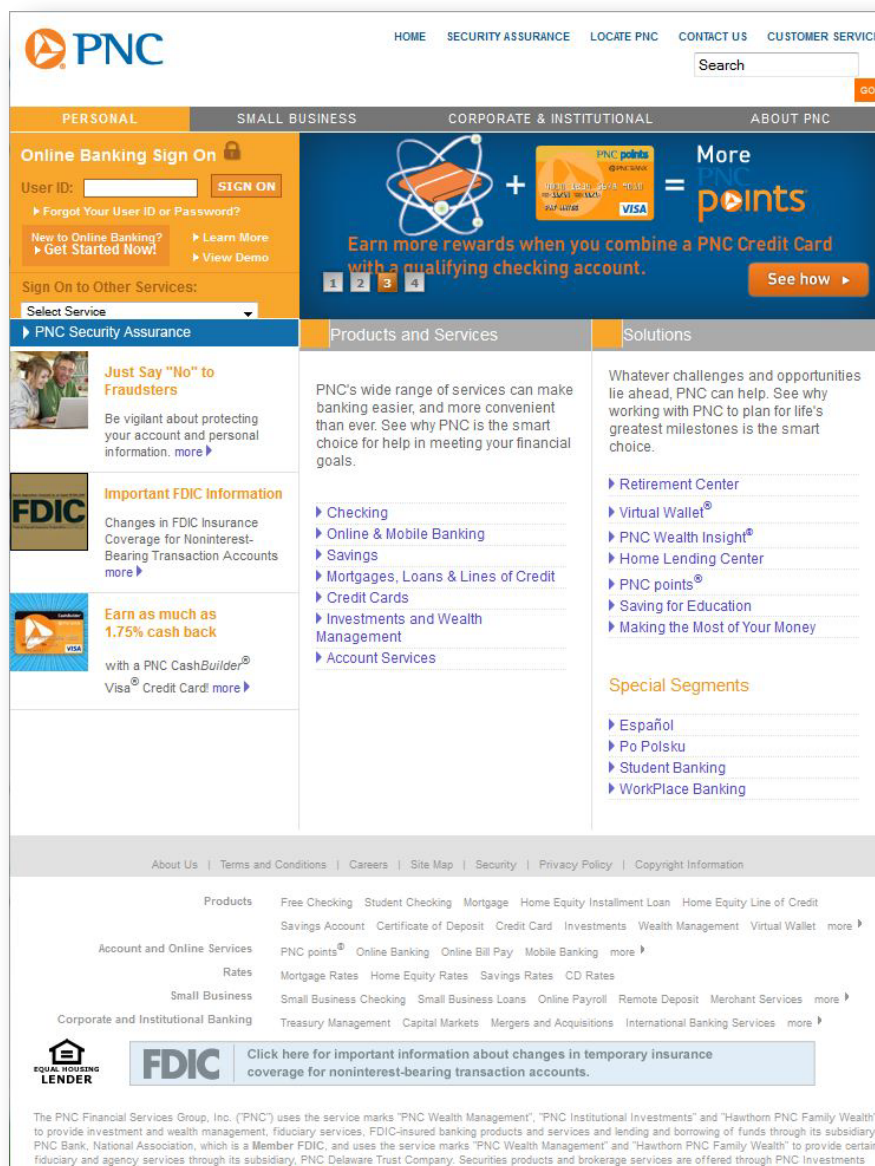 PNC
HOME SECURITY ASSURANCE LOCATE PNC CONTACT US CUSTOMER SERVIC
Search
GO
PERSONAL SMALL BUSINESS CORPORATE & INSTITUTIONAL ABOUT PNC
Online Banking Sign On
User ID: SIGN ON
Forgot Your User ID or Password?
New to Online Banking? Get Started Now!
Learn More
View Demo
Sign On to Other Services:
Select Service
PNC points
PNC BANK
VISA
+ =
More
PNC
points
Earn more rewards when you combine a PNC Credit Card
with a qualifying checking account.
1 2 3 4
See how
PNC Security Assurance
Just Say "No" to
Fraudsters
Be vigilant about protecting
your account and personal
information. more
FDIC
Important FDIC Information
Changes in FDIC Insurance
Coverage for Noninterest-
Bearing Transaction Accounts
more
VISA
Earn as much as
1.75% cash back
with a PNC CashBuilder®
Visa® Credit Card! more
Products and Services
PNC's wide range of services can make
banking easier, and more convenient
than ever. See why PNC is the smart
choice for help in meeting your financial
goals.
Checking
Online & Mobile Banking
Savings
Mortgages, Loans & Lines of Credit
Credit Cards
Investments and Wealth
Management
Account Services
Solutions
Whatever challenges and opportunities
lie ahead, PNC can help. See why
working with PNC to plan for life's
greatest milestones is the smart
choice.
Retirement Center
Virtual Wallet®
PNC Wealth Insight®
Home Lending Center
PNC points®
Saving for Education
Making the Most of Your Money
Special Segments
Español
Po Polsku
Student Banking
WorkPlace Banking
About Us | Terms and Conditions | Careers | Site Map | Security | Privacy Policy | Copyright Information
Products Free Checking Student Checking Mortgage Home Equity Installment Loan Home Equity Line of Credit
Savings Account Certificate of Deposit Credit Card Investments Wealth Management Virtual Wallet more
Account and Online Services PNC points® Online Banking Online Bill Pay Mobile Banking more
Rates Mortgage Rates Home Equity Rates Savings Rates CD Rates
Small Business Small Business Checking Small Business Loans Online Payroll Remote Deposit Merchant Services more
Corporate and Institutional Banking Treasury Management Capital Markets Mergers and Acquisitions International Banking Services more
EQUAL HOUSING
LENDER
FDIC
Click here for important information about changes in temporary insurance
coverage for noninterest-bearing transaction accounts.
The PNC Financial Services Group, Inc. ("PNC") uses the service marks "PNC Wealth Management", "PNC Institutional Investments" and "Hawthorn PNC Family Wealth"
to provide investment and wealth management, fiduciary services, FDIC-insured banking products and services and lending and borrowing of funds through its subsidiary
PNC Bank, National Association, which is a Member FDIC, and uses the service marks "PNC Wealth Management" and "Hawthorn PNC Family Wealth" to provide certain
fiduciary and agency services through its subsidiary, PNC Delaware Trust Company. Securities products and brokerage services are offered through PNC Investments